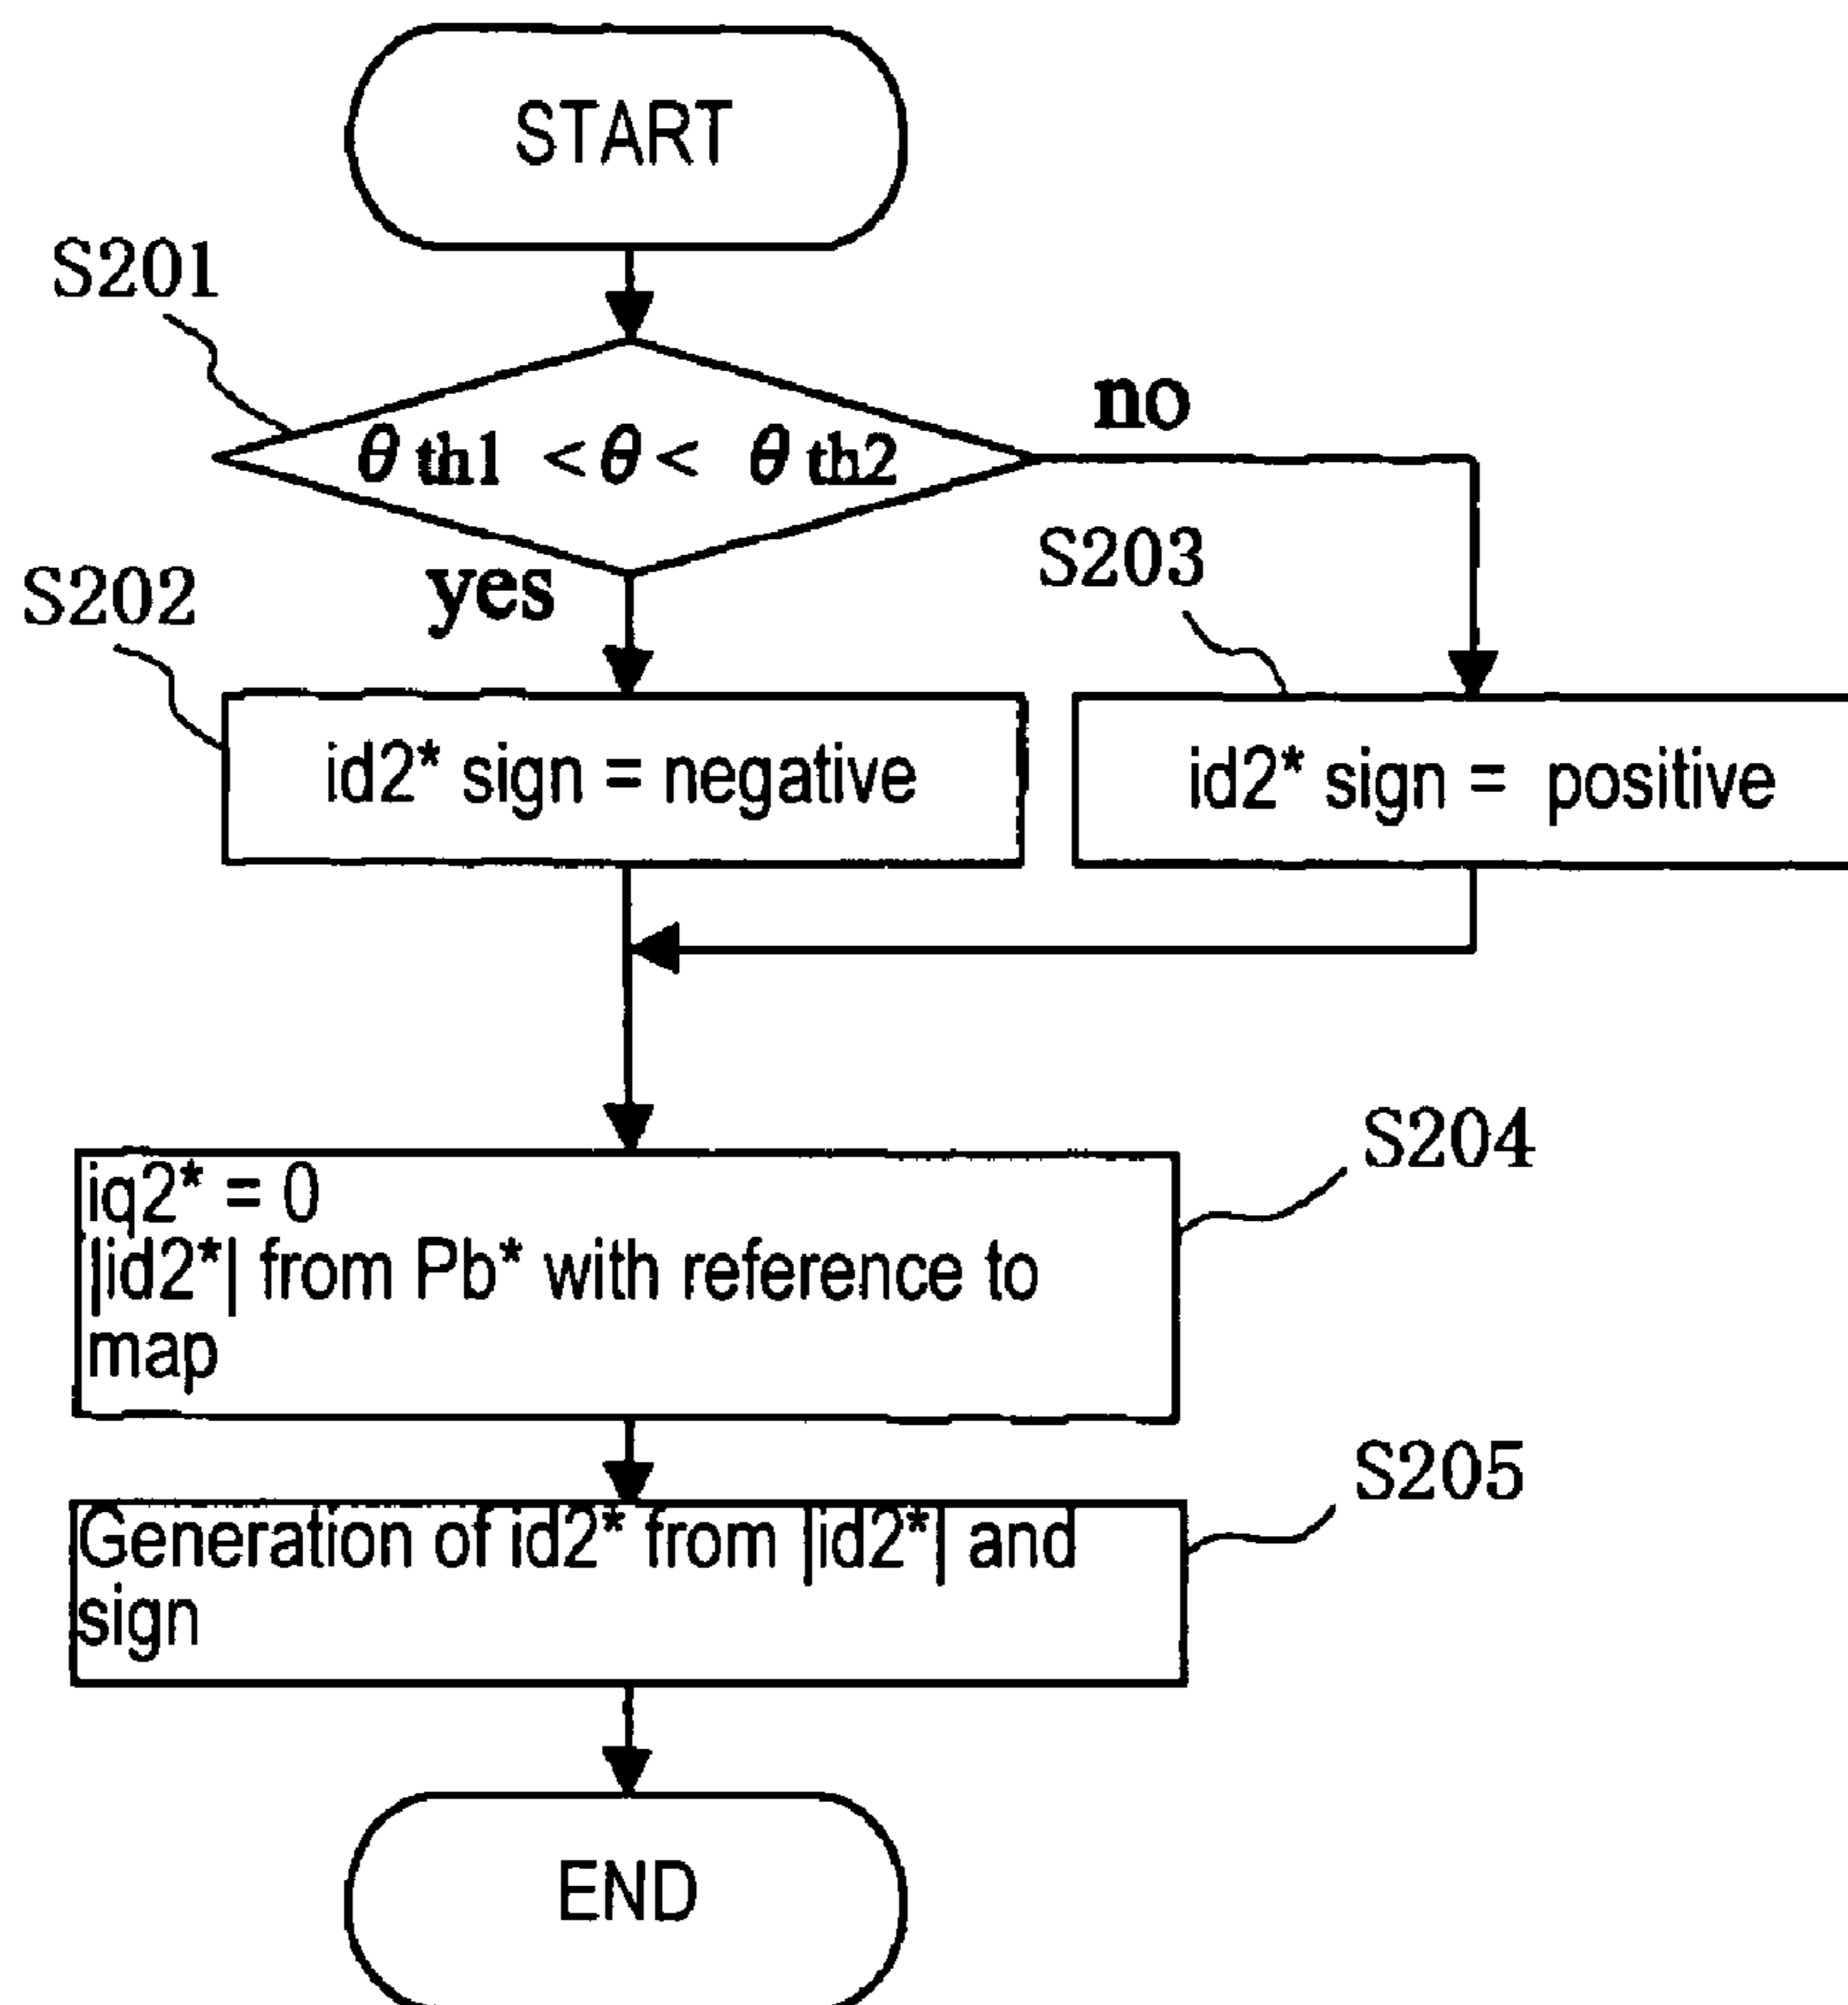 START
S201
θ th1 < θ < θ th2
no
yes
S202
S203
id2* sign = negative
id2* sign = positive
S204
iq2* = 0
|id2*| from Pb* with reference to
map
S205
Generation of id2* from |id2*| and
sign
END